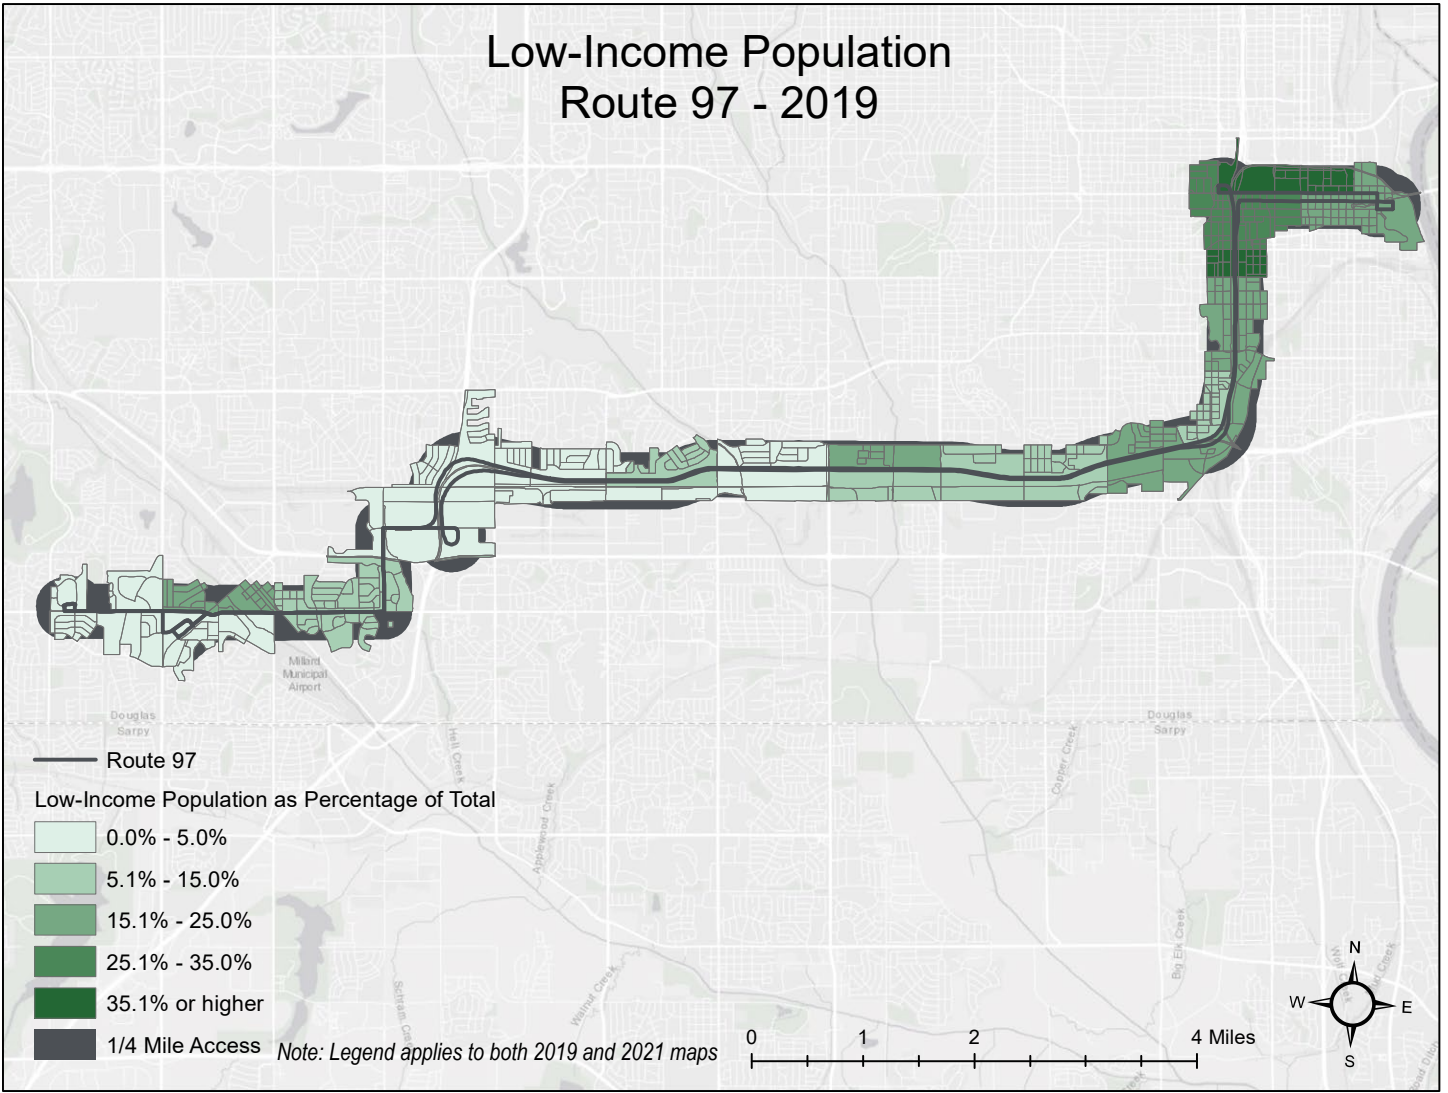 Low-Income Population
Route 97 - 2019
Millard
Municipal
Airport
Douglas
Sarpy
Douglas
Sarpy
Hell Creek
Copper Creek
Applewood Creek
Big Elk Creek
Walnut Creek
Route 97
Low-Income Population as Percentage of Total
0.0% - 5.0%
5.1% - 15.0%
15.1% - 25.0%
25.1% - 35.0%
35.1% or higher
1/4 Mile Access
Note: Legend applies to both 2019 and 2021 maps
0 1 2 4 Miles
N
W E
S